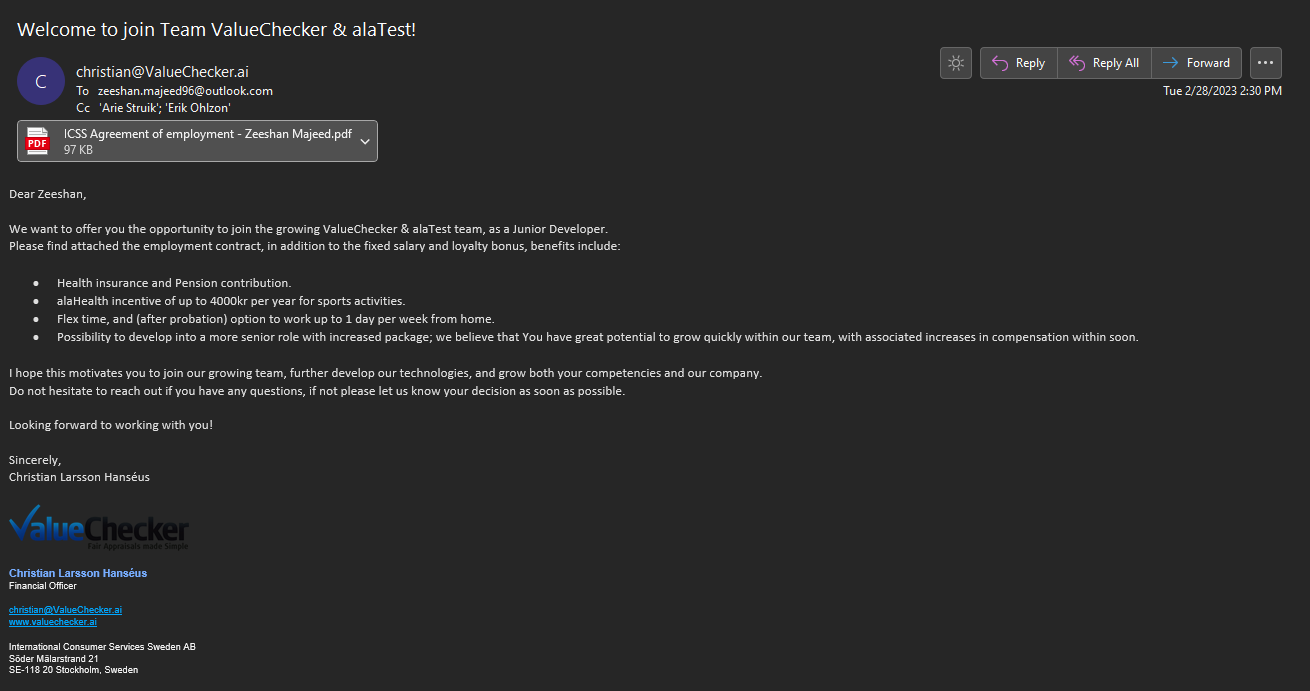 Welcome to join Team ValueChecker & alaTest!
C
christian@ValueChecker.ai
Reply
Reply All
Forward
To zeeshan.majeed96@outlook.com
Tue 2/28/2023 2:30 PM
Cc 'Arie Struik'; 'Erik Ohlzon'
PDF
ICSS Agreement of employment - Zeeshan Majeed.pdf
97 KB
Dear Zeeshan,
We want to offer you the opportunity to join the growing ValueChecker & alaTest team, as a Junior Developer.
Please find attached the employment contract, in addition to the fixed salary and loyalty bonus, benefits include:
• Health insurance and Pension contribution.
• alaHealth incentive of up to 4000kr per year for sports activities.
• Flex time, and (after probation) option to work up to 1 day per week from home.
• Possibility to develop into a more senior role with increased package; we believe that You have great potential to grow quickly within our team, with associated increases in compensation within soon.
I hope this motivates you to join our growing team, further develop our technologies, and grow both your competencies and our company.
Do not hesitate to reach out if you have any questions, if not please let us know your decision as soon as possible.
Looking forward to working with you!
Sincerely,
Christian Larsson Hanséus
ValueChecker
Fair Appraisals made Simple
Christian Larsson Hanséus
Financial Officer
christian@ValueChecker.ai
www.valuechecker.ai
International Consumer Services Sweden AB
Söder Mälarstrand 21
SE-118 20 Stockholm, Sweden